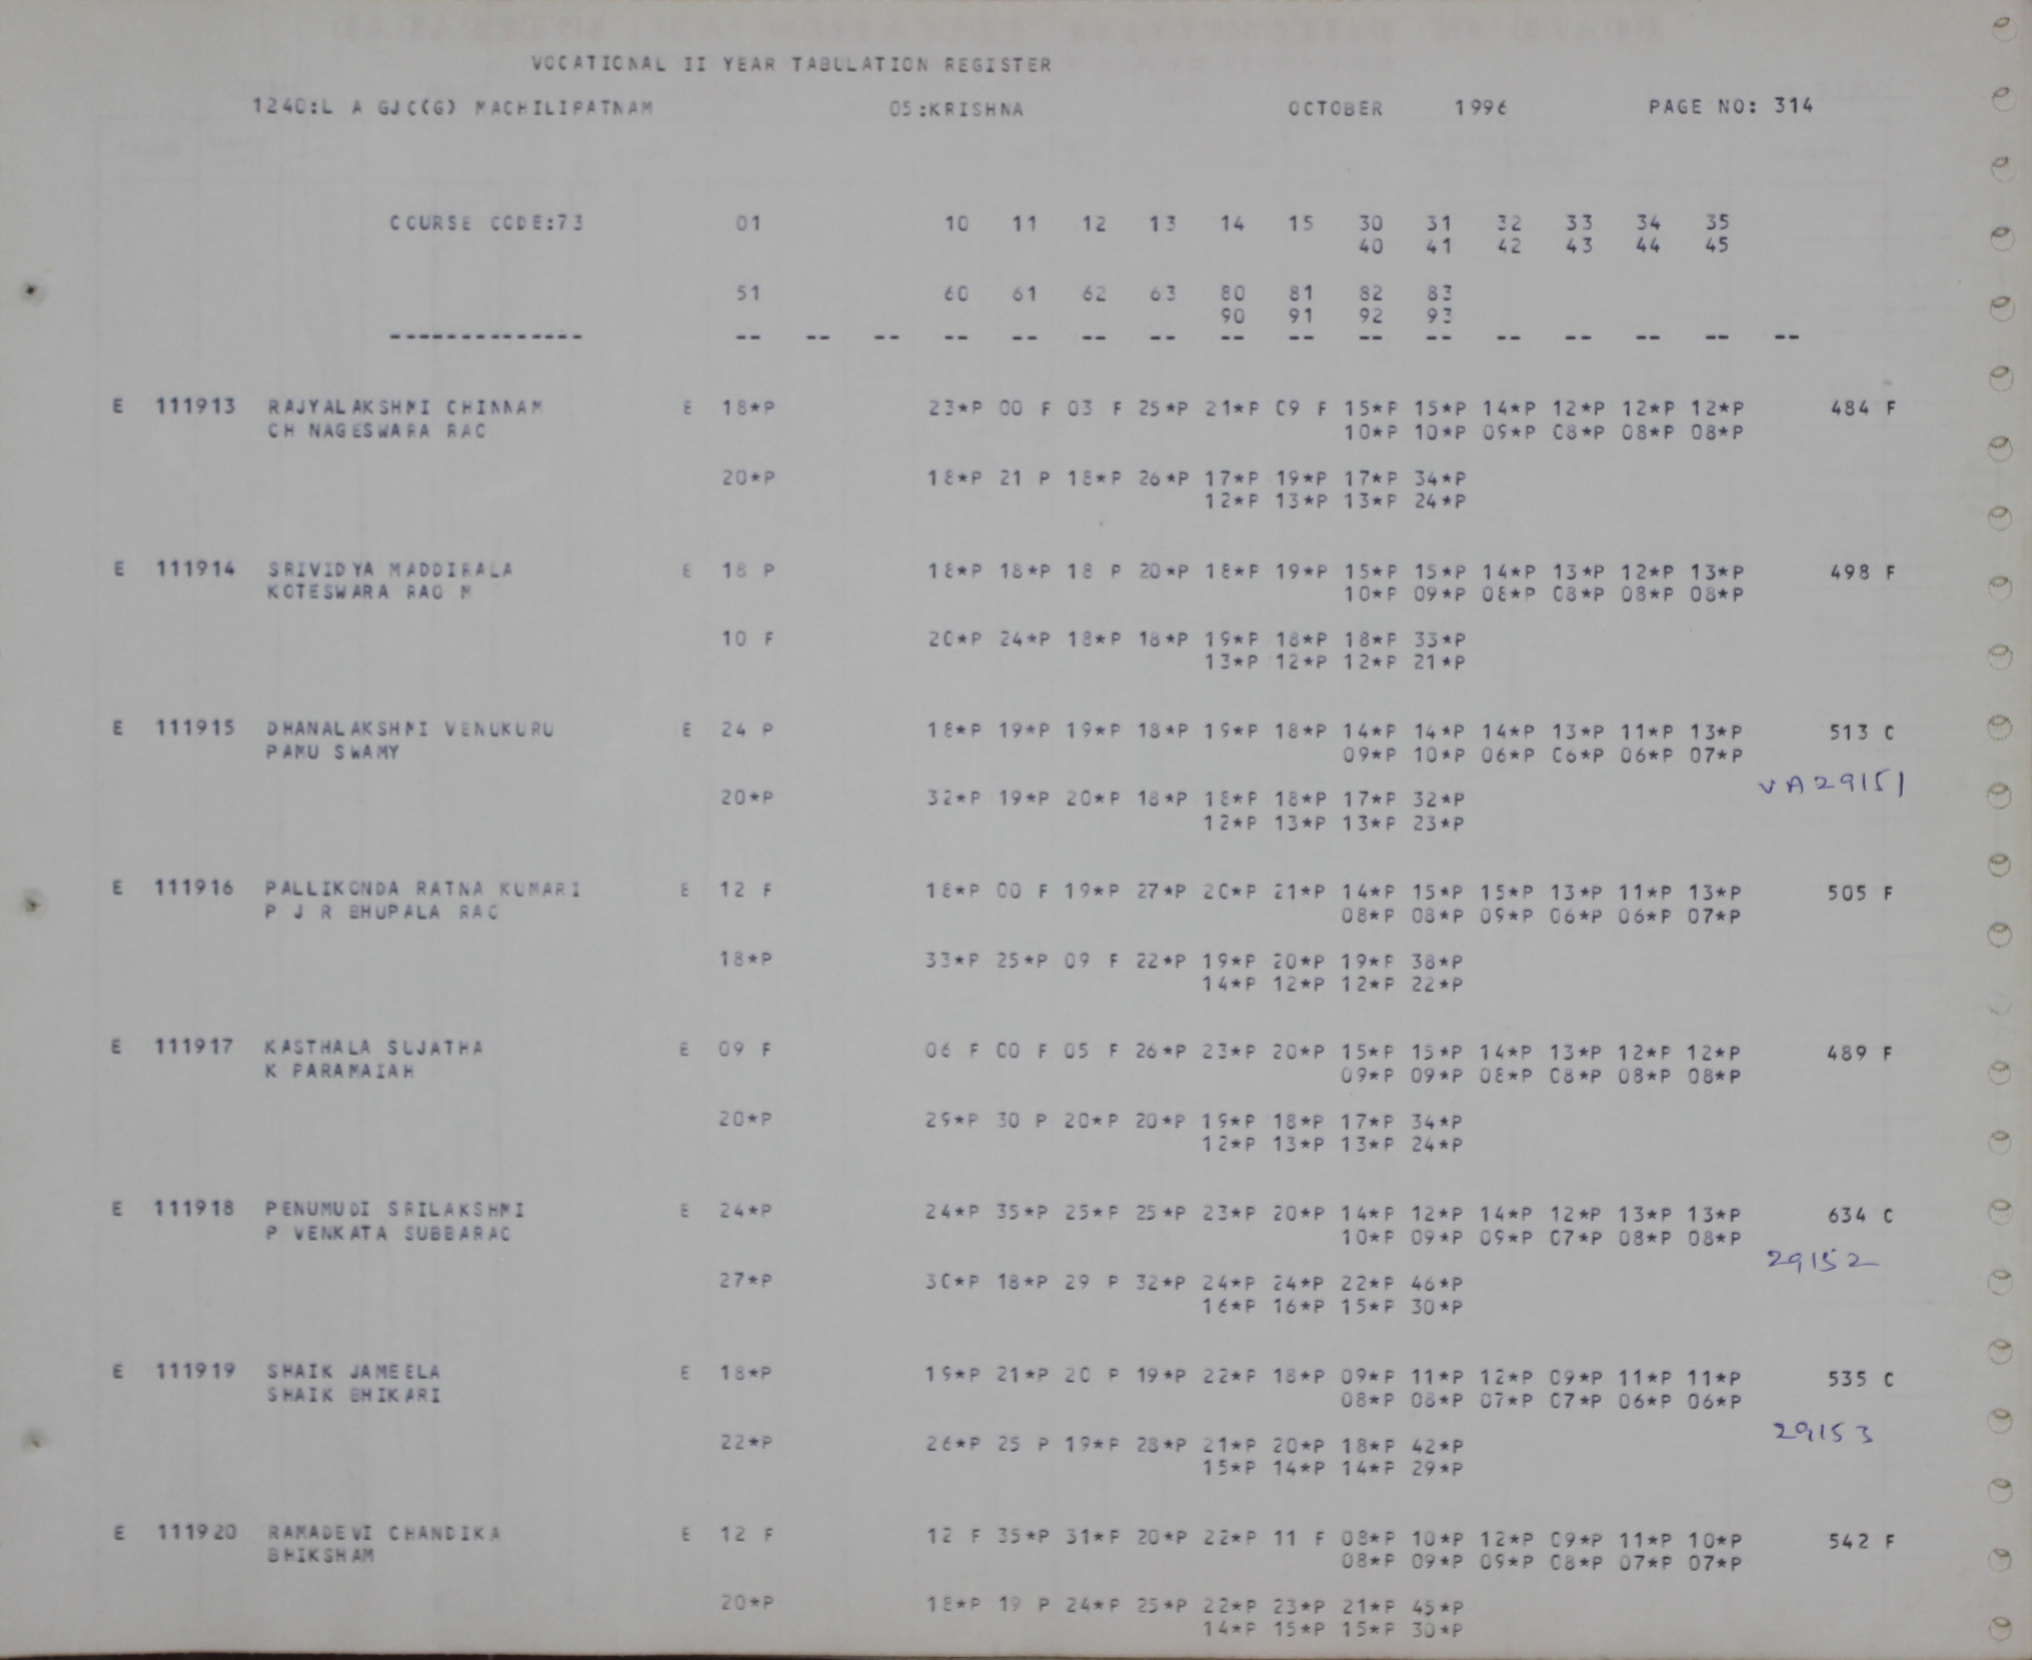 VOCATIONAL II YEAR TABULATION REGISTER
1240:L A GJC(G) MACHILIPATNAM 05:KRISHNA OCTOBER 1996 PAGE NO: 314
COURSE CODE:73 01 10 11 12 13 14 15 30 31 32 33 34 35
40 41 42 43 44 45
51 60 61 62 63 80 81 82 83
90 91 92 93
-------------- -- -- -- -- -- -- -- -- -- -- -- -- -- -- -- --
E 111913 RAJYALAKSHMI CHINNAM E 18*P 23*P 00 F 03 F 25*P 21*P 09 F 15*P 15*P 14*P 12*P 12*P 12*P 484 F
CH NAGESWARA RAO 10*P 10*P 09*P 08*P 08*P 08*P
20*P 18*P 21 P 18*P 26*P 17*P 19*P 17*P 34*P
12*P 13*P 13*P 24*P
E 111914 SRIVIDYA MADDIRALA E 18 P 18*P 18*P 18 P 20*P 18*P 19*P 15*P 15*P 14*P 13*P 12*P 13*P 498 F
KOTESWARA RAO M 10*P 09*P 08*P 08*P 08*P 08*P
10 F 20*P 24*P 18*P 18*P 19*P 18*P 18*P 33*P
13*P 12*P 12*P 21*P
E 111915 DHANALAKSHMI VENUKURU E 24 P 18*P 19*P 19*P 18*P 19*P 18*P 14*P 14*P 14*P 13*P 11*P 13*P 513 C
PAMU SWAMY 09*P 10*P 06*P 06*P 06*P 07*P
VA29151
20*P 32*P 19*P 20*P 18*P 18*P 18*P 17*P 32*P
12*P 13*P 13*P 23*P
E 111916 PALLIKONDA RATNA KUMARI E 12 F 18*P 00 F 19*P 27*P 20*P 21*P 14*P 15*P 15*P 13*P 11*P 13*P 505 F
P J R BHUPALA RAO 08*P 08*P 09*P 06*P 06*P 07*P
18*P 33*P 25*P 09 F 22*P 19*P 20*P 19*P 38*P
14*P 12*P 12*P 22*P
E 111917 KASTHALA SUJATHA E 09 F 06 F 00 F 05 F 26*P 23*P 20*P 15*P 15*P 14*P 13*P 12*P 12*P 489 F
K PARAMAIAH 09*P 09*P 08*P 08*P 08*P 08*P
20*P 29*P 30 P 20*P 20*P 19*P 18*P 17*P 34*P
12*P 13*P 13*P 24*P
E 111918 PENUMUDI SRILAKSHMI E 24*P 24*P 35*P 25*P 25*P 23*P 20*P 14*P 12*P 14*P 12*P 13*P 13*P 634 C
P VENKATA SUBBARAO 10*P 09*P 09*P 07*P 08*P 08*P
29152
27*P 30*P 18*P 29 P 32*P 24*P 24*P 22*P 46*P
16*P 16*P 15*P 30*P
E 111919 SHAIK JAMEELA E 18*P 19*P 21*P 20 P 19*P 22*P 18*P 09*P 11*P 12*P 09*P 11*P 11*P 535 C
SHAIK BHIKARI 08*P 08*P 07*P 07*P 06*P 06*P
29153
22*P 26*P 25 P 19*P 28*P 21*P 20*P 18*P 42*P
15*P 14*P 14*P 29*P
E 111920 RAMADEVI CHANDIKA E 12 F 12 F 35*P 31*P 20*P 22*P 11 F 08*P 10*P 12*P 09*P 11*P 10*P 542 F
BHIKSHAM 08*P 09*P 09*P 08*P 07*P 07*P
20*P 18*P 19 P 24*P 25*P 22*P 23*P 21*P 45*P
14*P 15*P 15*P 30*P